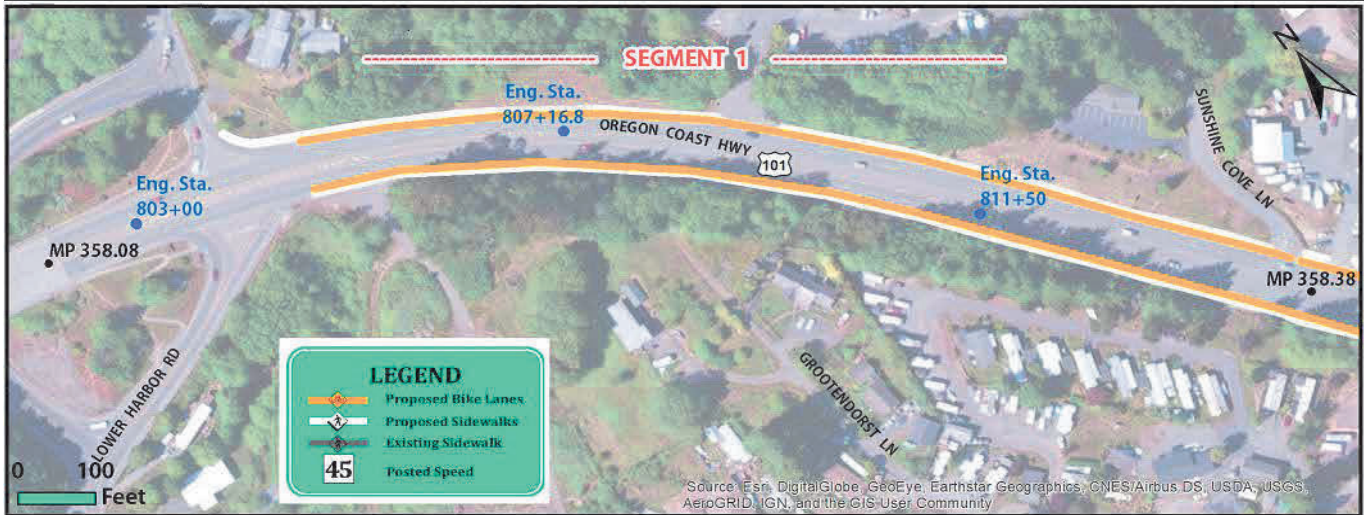 SEGMENT 1
N
Eng. Sta.
807+16.8
OREGON COAST HWY
101
SUNSHINE COVE LN
Eng. Sta.
803+00
Eng. Sta.
811+50
MP 358.08
MP 358.38
LOWER HARBOR RD
GROOTENDORST LN
LEGEND
Proposed Bike Lanes
Proposed Sidewalks
Existing Sidewalk
45 Posted Speed
0 100
Feet
Source: Esri, DigitalGlobe, GeoEye, Earthstar Geographics, CNES/Airbus DS, USDA, USGS,
AeroGRID, IGN, and the GIS User Community